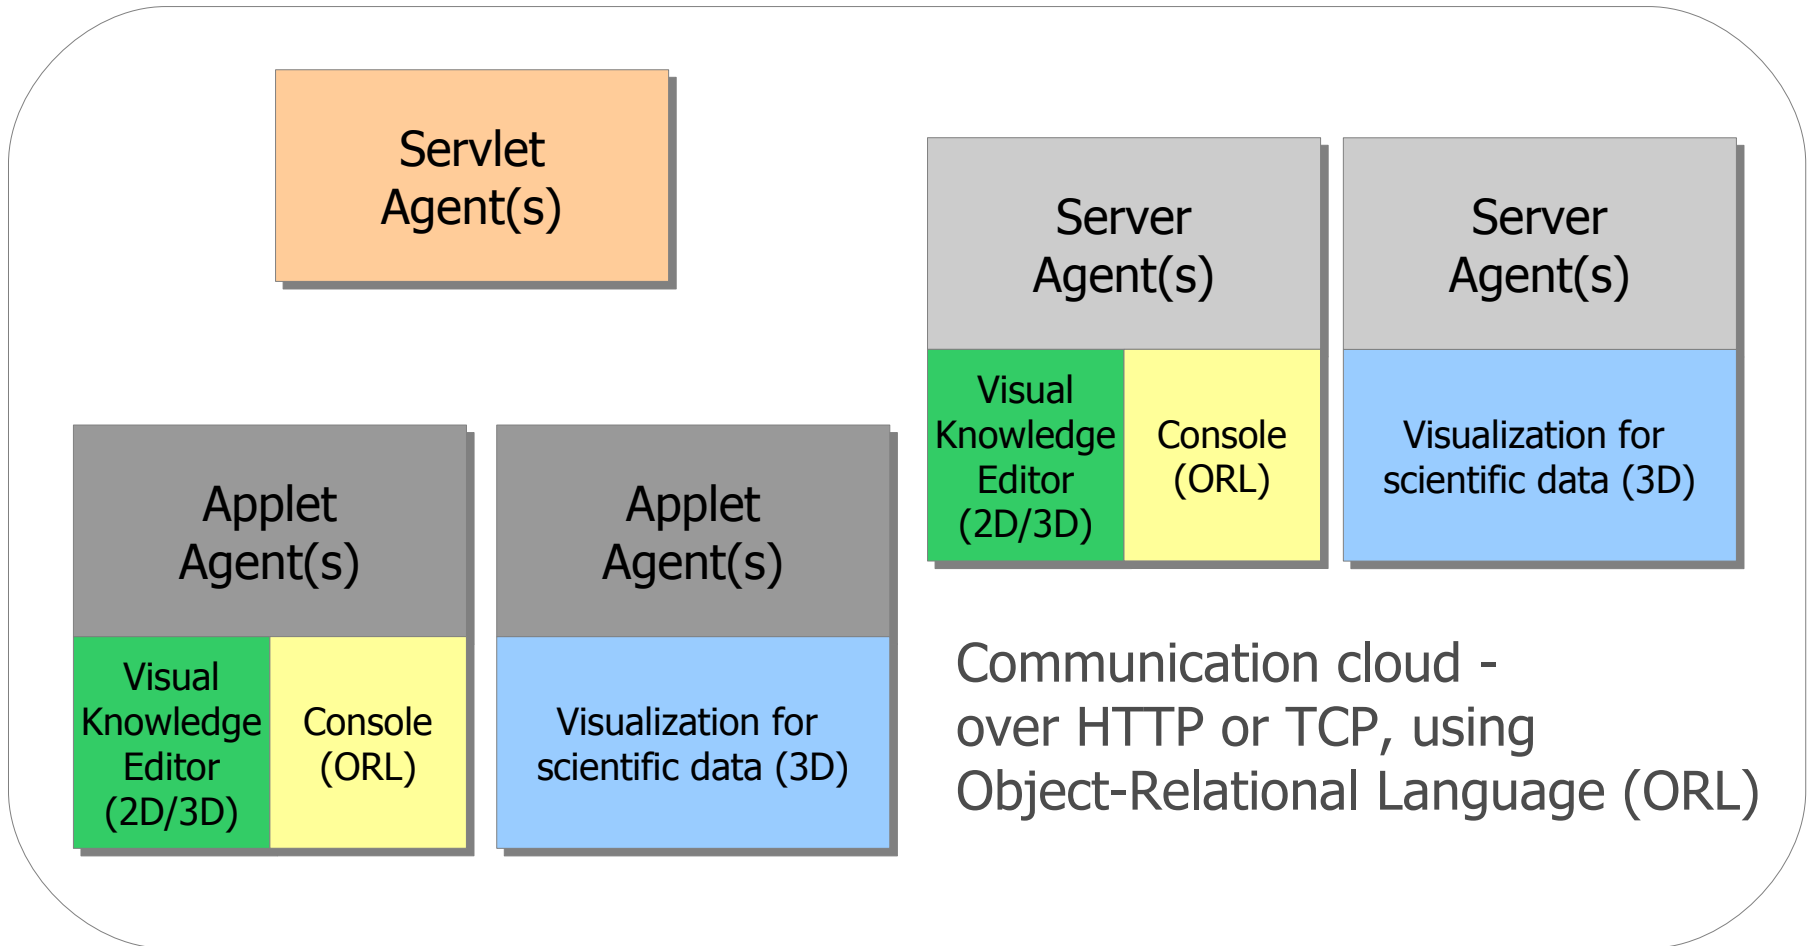 Servlet
Agent(s)
Server
Agent(s)
Visual
Knowledge
Editor
(2D/3D)
Console
(ORL)
Server
Agent(s)
Visualization for
scientific data (3D)
Applet
Agent(s)
Visual
Knowledge
Editor
(2D/3D)
Console
(ORL)
Applet
Agent(s)
Visualization for
scientific data (3D)
Communication cloud -
over HTTP or TCP, using
Object-Relational Language (ORL)